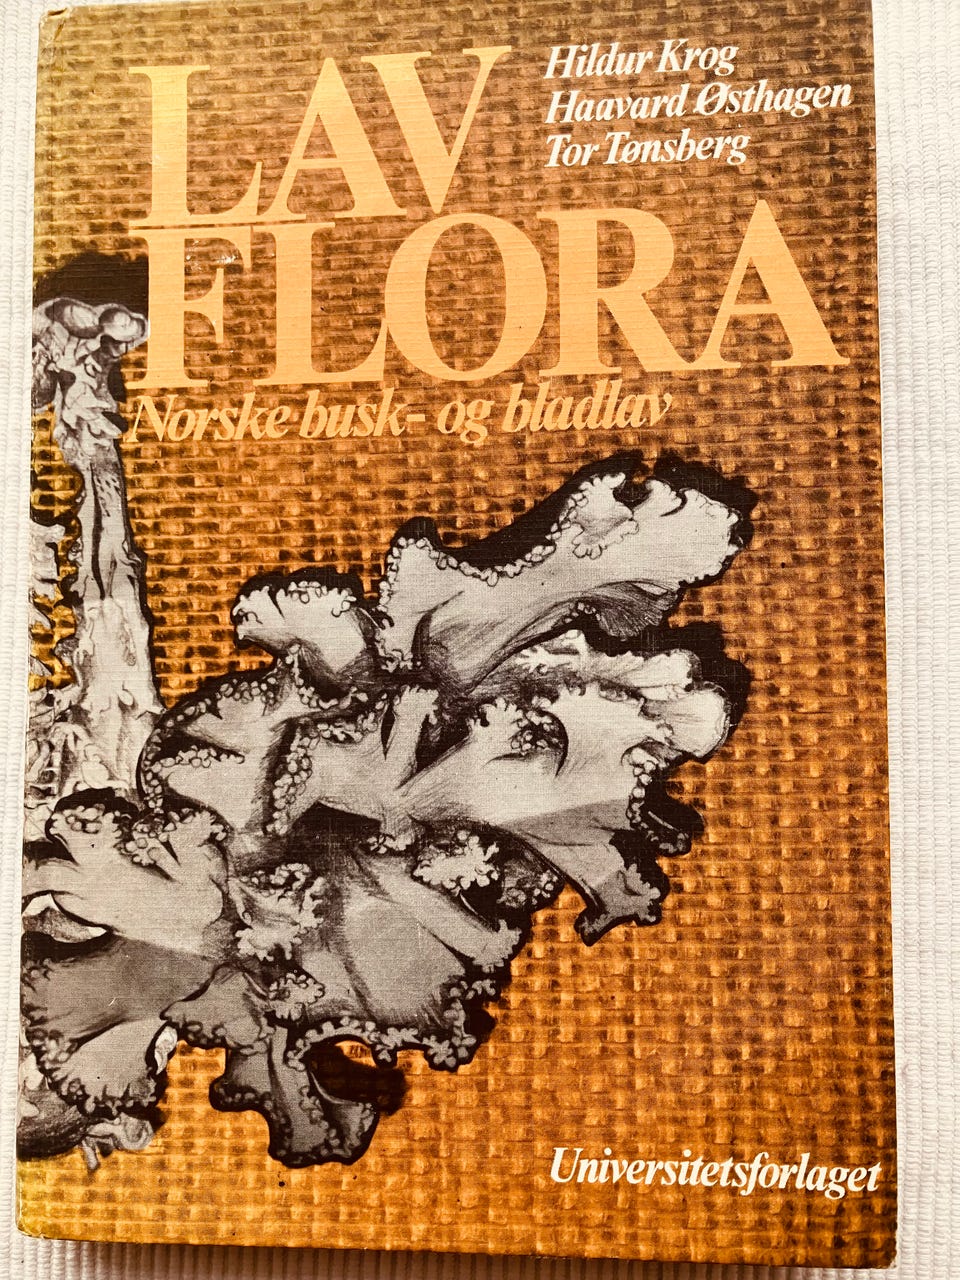 LAV
FLORA
Hildur Krog
Haavard Østhagen
Tor Tønsberg
Norske busk- og bladlav
Universitetsforlaget